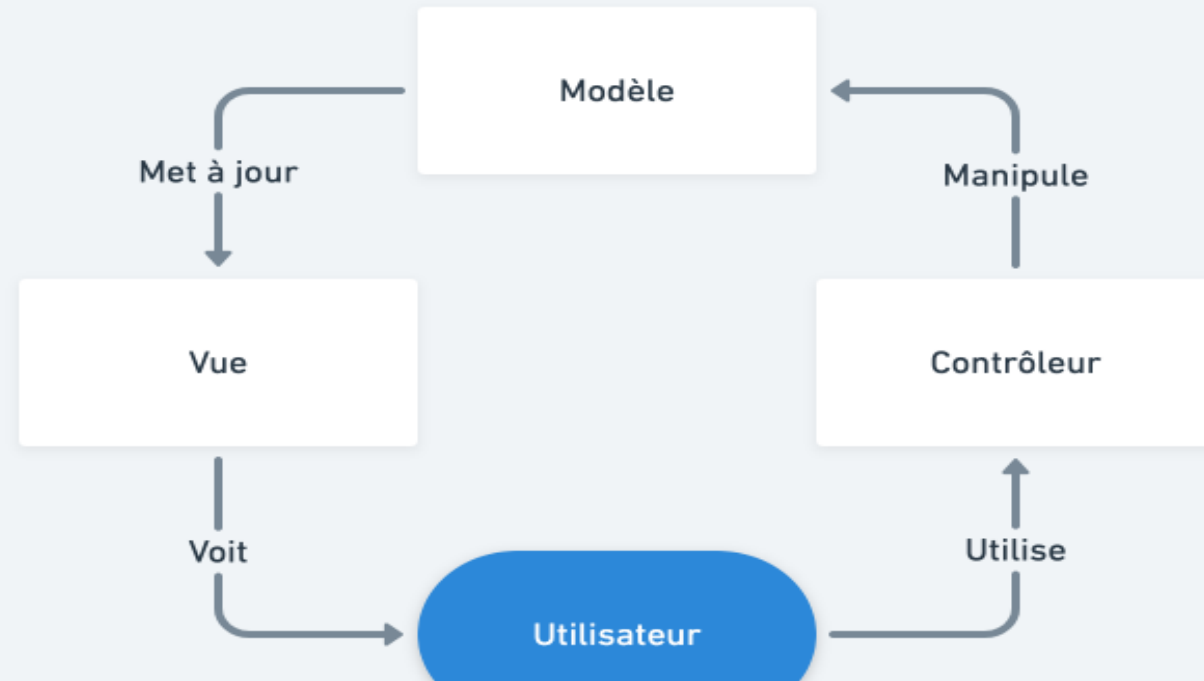 Modèle
Met à jour
Manipule
Vue
Contrôleur
Voit
Utilise
Utilisateur